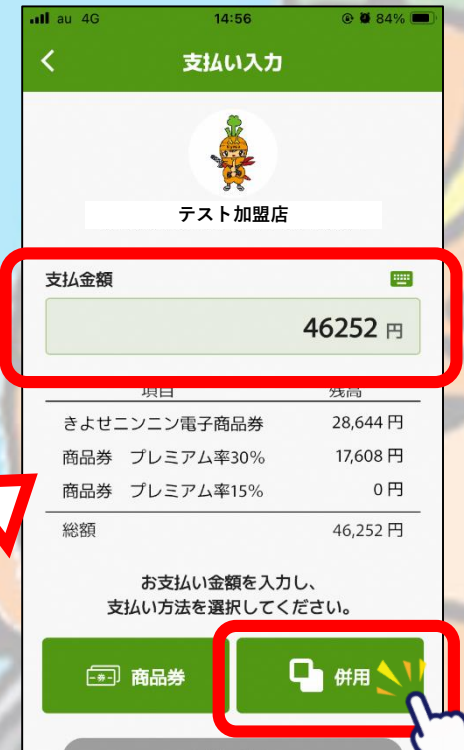 au 4G 14:56 84%
支払い入力
テスト加盟店
支払金額
46252 円
項目 残高
きよせニンニン電子商品券 28,644 円
商品券 プレミアム率30% 17,608 円
商品券 プレミアム率15% 0 円
総額 46,252 円
お支払い金額を入力し、
支払い方法を選択してください。
-券- 商品券 併用